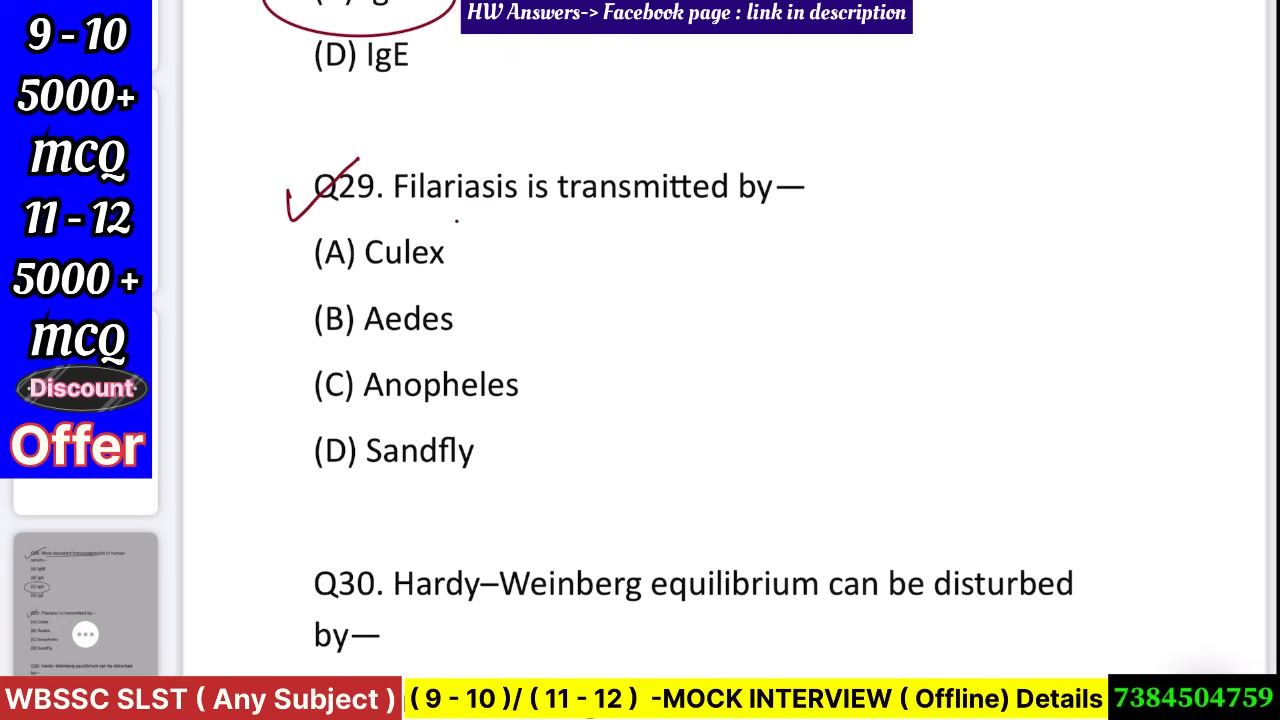 HW Answers-> Facebook page : link in description
9 - 10
5000+
MCQ
11 - 12
5000 +
MCQ
Discount
Offer
(D) IgE
Q29. Filariasis is transmitted by—
(A) Culex
(B) Aedes
(C) Anopheles
(D) Sandfly
Q30. Hardy–Weinberg equilibrium can be disturbed
by—
WBSSC SLST ( Any Subject ) ( 9 - 10 )/ ( 11 - 12 ) -MOCK INTERVIEW ( Offline) Details 7384504759